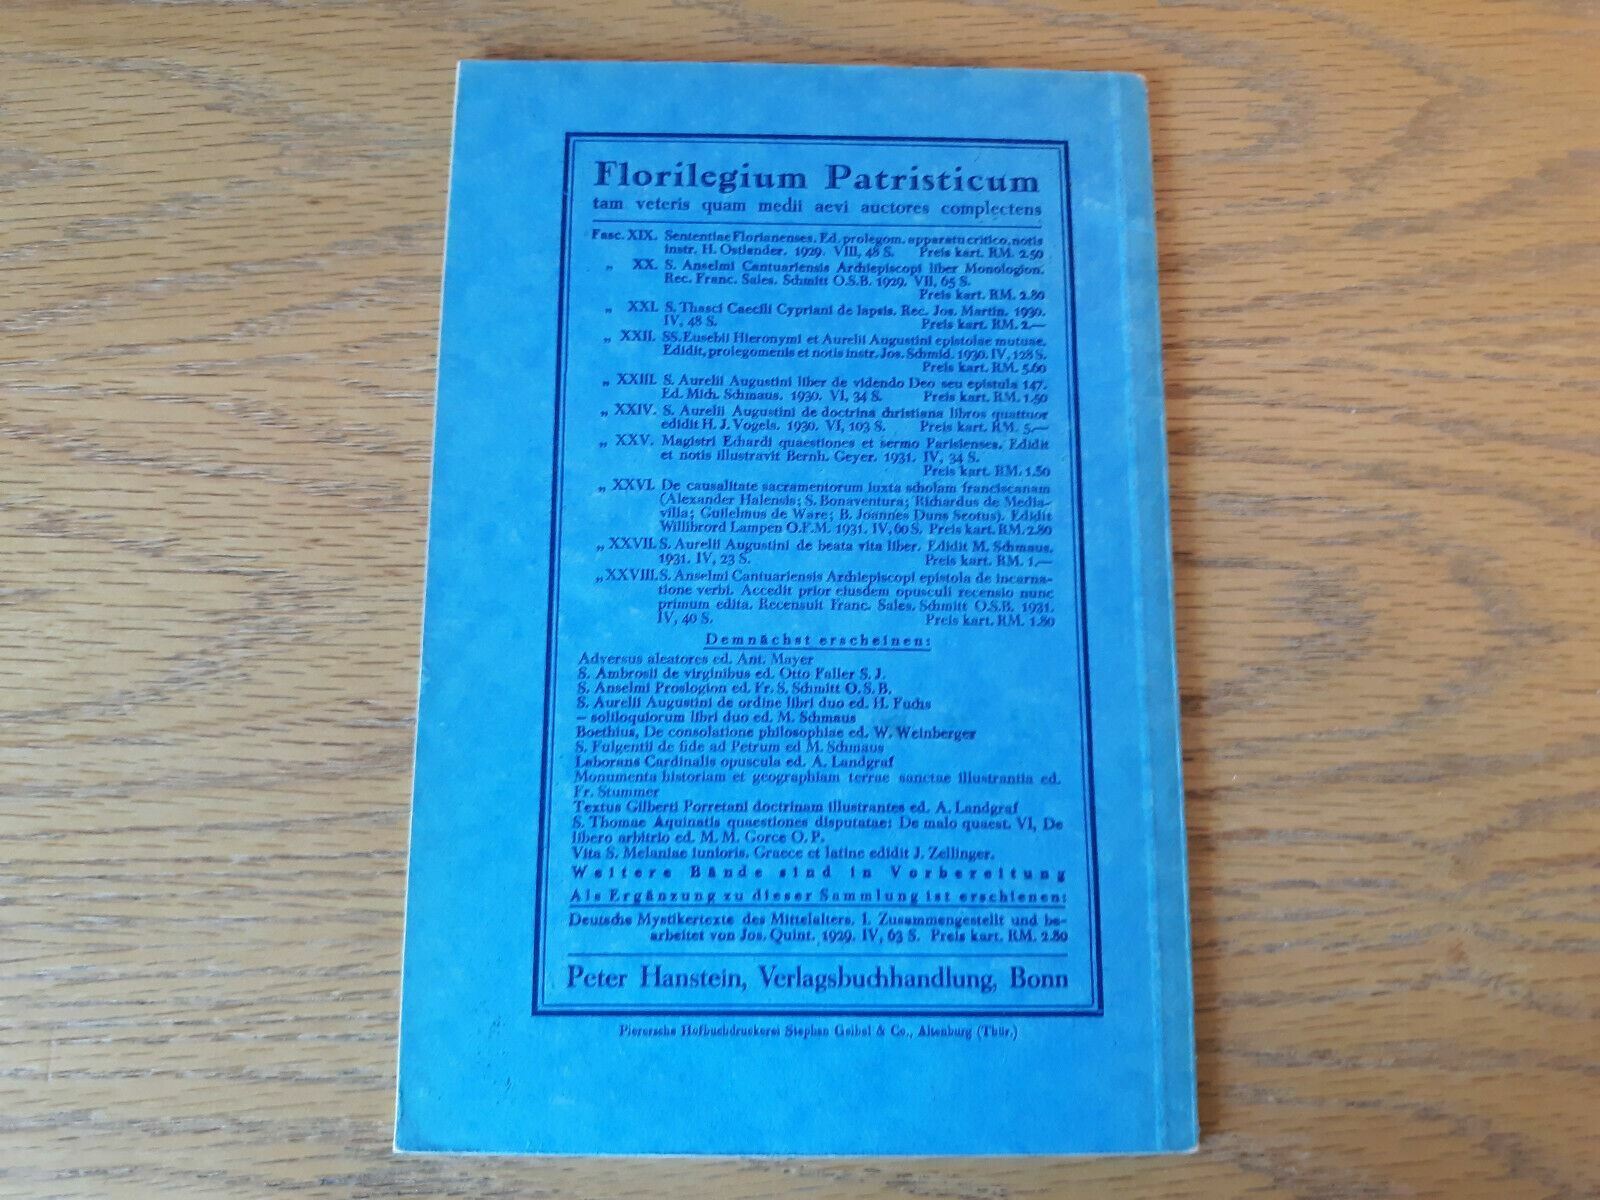 Florilegium Patristicum
tam veteris quam medii aevi auctores complectens
Fasc. XIX. Sententiae Florianenses. Ed. prolegom. apparatu critico, notis
instr. H. Ostlender. 1929. VIII, 48 S. Preis kart. RM. 2.50
„ XX. S. Anselmi Cantuariensis Archiepiscopi liber Monologion.
Rec. Franc. Sales. Schmitt O.S.B. 1929. VII, 65 S.
Preis kart. RM. 2.80
„ XXI. S. Thasci Caecili Cypriani de lapsis. Rec. Jos. Martin. 1930.
IV, 48 S. Preis kart. RM. 2.—
„ XXII. SS. Eusebii Hieronymi et Aurelii Augustini epistolae mutuae.
Edidit, prolegomenis et notis instr. Jos. Schmid. 1930. IV, 128 S.
Preis kart. RM. 5.60
„ XXIII. S. Aurelii Augustini liber de videndo Deo seu epistula 147.
Ed. Mich. Schmaus. 1930. VI, 34 S. Preis kart. RM. 1.50
„ XXIV. S. Aurelii Augustini de doctrina christiana libros quattuor
edidit H. J. Vogels. 1930. VI, 103 S. Preis kart. RM. 5.—
„ XXV. Magistri Echardi quaestiones et sermo Parisienses. Edidit
et notis illustravit Bernh. Geyer. 1931. IV, 34 S.
Preis kart. RM. 1.50
„ XXVI. De causalitate sacramentorum iuxta scholam franciscanam
(Alexander Halensis; S. Bonaventura; Richardus de Media-
villa; Guilelmus de Ware; B. Joannes Duns Scotus). Edidit
Willibrord Lampen O.F.M. 1931. IV, 60 S. Preis kart. RM. 2.80
„ XXVII. S. Aurelii Augustini de beata vita liber. Edidit M. Schmaus.
1931. IV, 23 S. Preis kart. RM. 1.—
„ XXVIII. S. Anselmi Cantuariensis Archiepiscopi epistola de incarna-
tione verbi. Accedit prior eiusdem opusculi recensio nunc
primum edita. Recensuit Franc. Sales. Schmitt O.S.B. 1931.
IV, 40 S. Preis kart. RM. 1.80
Demnächst erscheinen:
Adversus aleatores ed. Ant. Mayer
S. Ambrosii de virginibus ed. Otto Faller S. J.
S. Anselmi Proslogion ed. Fr. S. Schmitt O. S. B.
S. Aurelii Augustini de ordine libri duo ed. H. Fuchs
— soliloquiorum libri duo ed. M. Schmaus
Boethius, De consolatione philosophiae ed. W. Weinberger
S. Fulgentii de fide ad Petrum ed M. Schmaus
Laborans Cardinalis opuscula ed. A. Landgraf
Monumenta historiam et geographiam terrae sanctae illustrantia ed.
Fr. Stummer
Textus Gilberti Porretani doctrinam illustrantes ed. A. Landgraf
S. Thomae Aquinatis quaestiones disputatae: De malo quaest. VI, De
libero arbitrio ed. M. M. Gorce O. P.
Vita S. Melaniae iunioris. Graece et latine edidit J. Zellinger.
Weitere Bände sind in Vorbereitung
Als Ergänzung zu dieser Sammlung ist erschienen:
Deutsche Mystikertexte des Mittelalters. I. Zusammengestellt und be-
arbeitet von Jos. Quint. 1929. IV, 63 S. Preis kart. RM. 2.80
Peter Hanstein, Verlagsbuchhandlung, Bonn
Pierersche Hofbuchdruckerei Stephan Geibel & Co., Altenburg (Thür.)